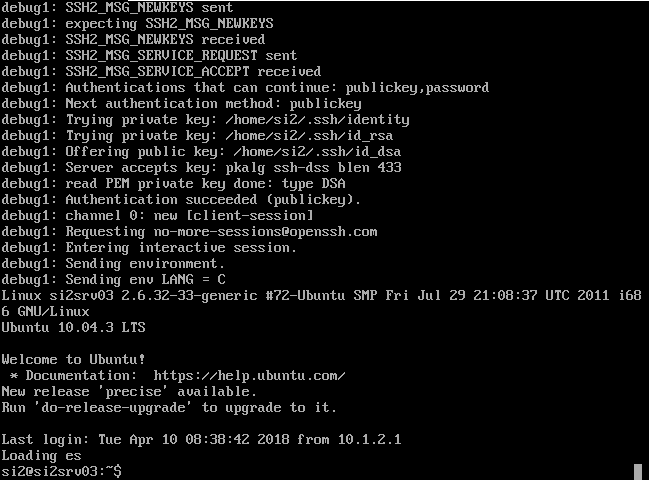 debug1: SSH2_MSG_NEWKEYS sent
debug1: expecting SSH2_MSG_NEWKEYS
debug1: SSH2_MSG_NEWKEYS received
debug1: SSH2_MSG_SERVICE_REQUEST sent
debug1: SSH2_MSG_SERVICE_ACCEPT received
debug1: Authentications that can continue: publickey,password
debug1: Next authentication method: publickey
debug1: Trying private key: /home/si2/.ssh/identity
debug1: Trying private key: /home/si2/.ssh/id_rsa
debug1: Offering public key: /home/si2/.ssh/id_dsa
debug1: Server accepts key: pkalg ssh-dss blen 433
debug1: read PEM private key done: type DSA
debug1: Authentication succeeded (publickey).
debug1: channel 0: new [client-session]
debug1: Requesting no-more-sessions@openssh.com
debug1: Entering interactive session.
debug1: Sending environment.
debug1: Sending env LANG = C
Linux si2srv03 2.6.32-33-generic #72-Ubuntu SMP Fri Jul 29 21:08:37 UTC 2011 i68
6 GNU/Linux
Ubuntu 10.04.3 LTS
Welcome to Ubuntu!
* Documentation:  https://help.ubuntu.com/
New release 'precise' available.
Run 'do-release-upgrade' to upgrade to it.
Last login: Tue Apr 10 08:38:42 2018 from 10.1.2.1
Loading es
si2@si2srv03:~$